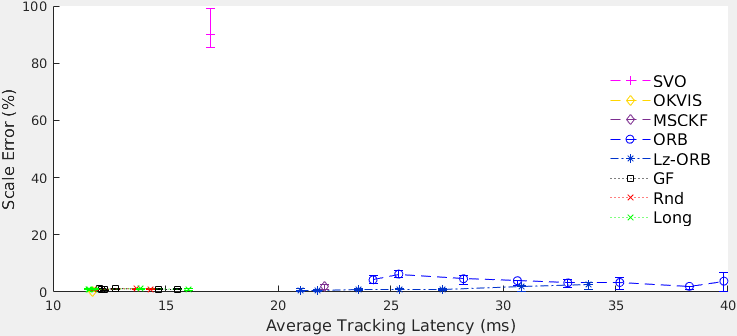 100
80
60
40
20
0
Scale Error (%)
10
15
20
25
30
35
40
Average Tracking Latency (ms)
SVO
OKVIS
MSCKF
ORB
Lz-ORB
GF
Rnd
Long